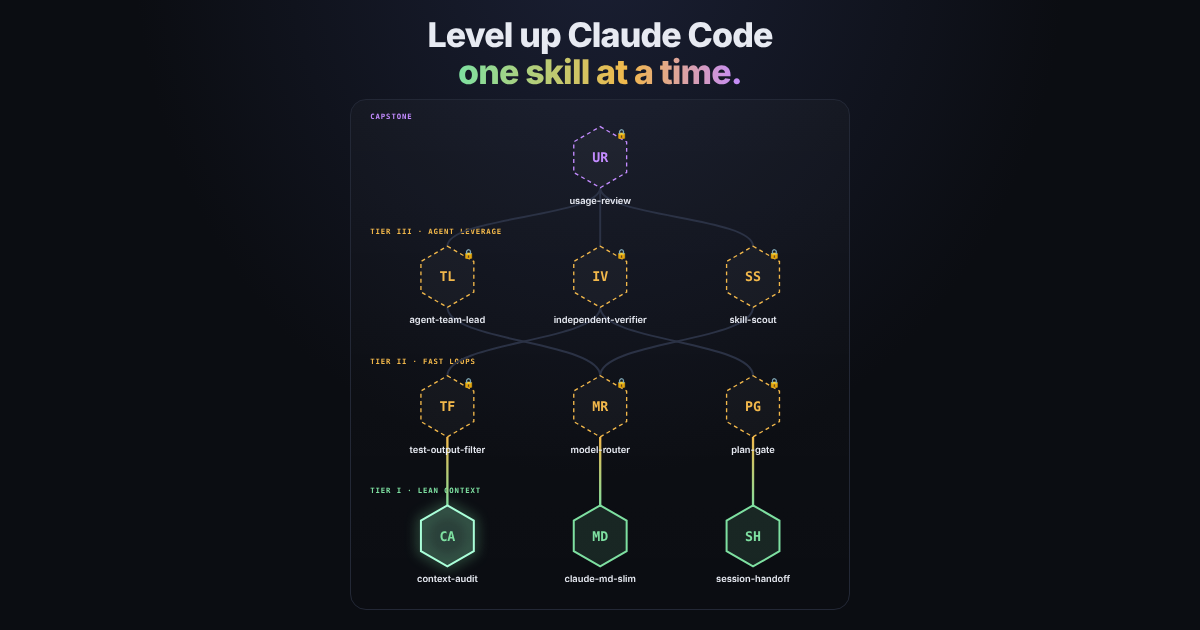 Level up Claude Code
one skill at a time.
CAPSTONE
UR
usage-review
TIER III · AGENT LEVERAGE
TL
IV
SS
agent-team-lead
independent-verifier
skill-scout
TIER II · FAST LOOPS
TF
MR
PG
test-output-filter
model-router
plan-gate
TIER I · LEAN CONTEXT
CA
MD
SH
context-audit
claude-md-slim
session-handoff